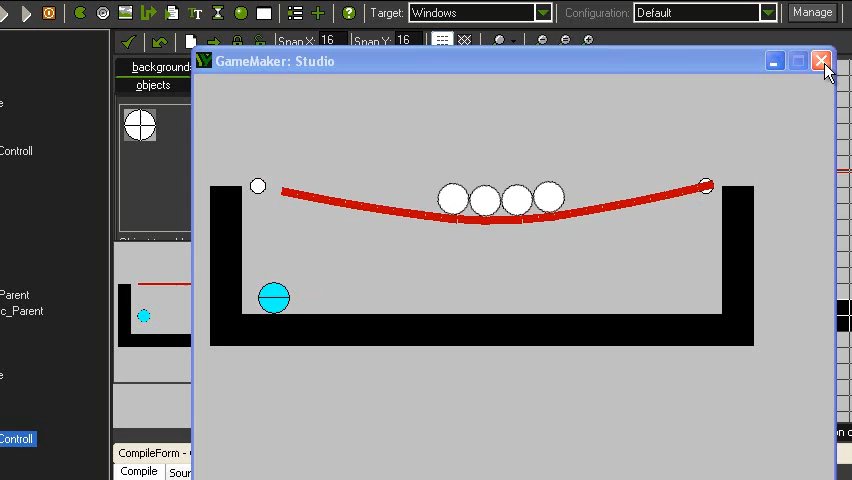 Target: Windows Configuration: Default Manage
Snap X: 16 Snap Y: 16
GameMaker: Studio
background
objects
e
Controll
Parent
c_Parent
e
Controll
CompileForm -
Compile Sour